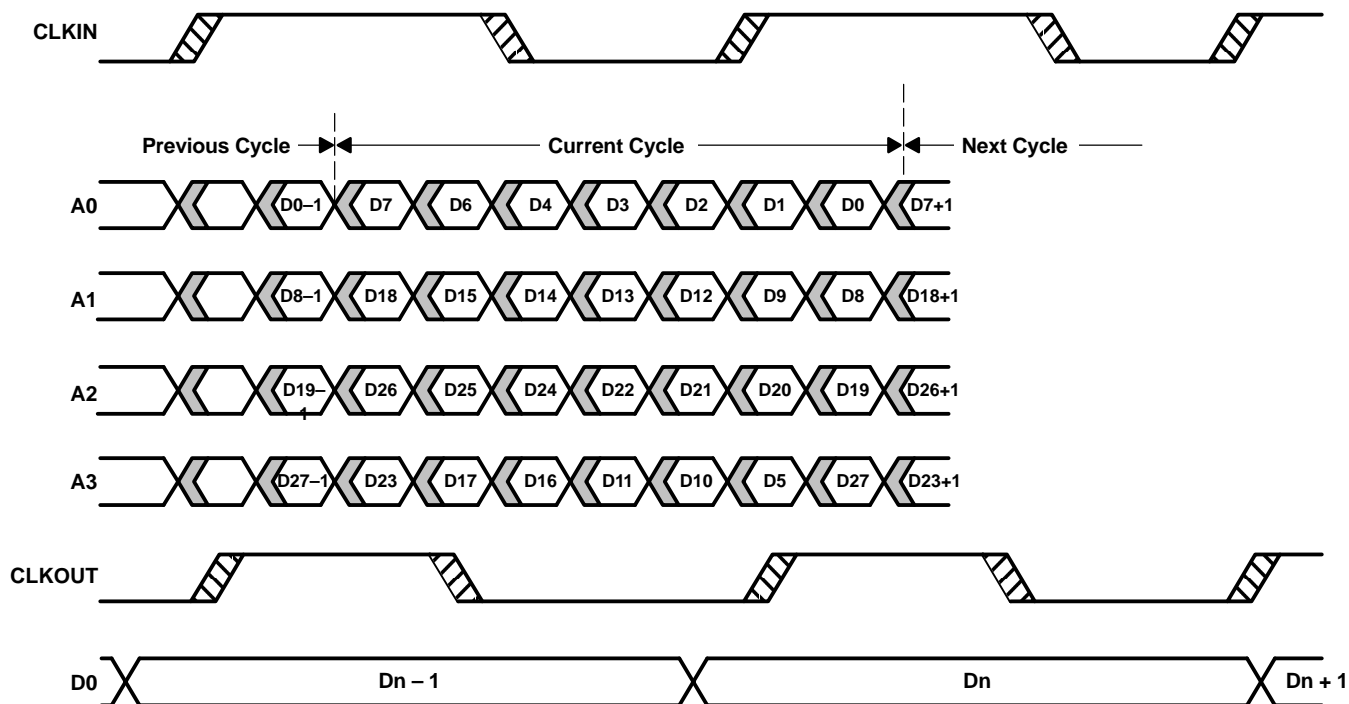 CLKIN
Previous Cycle Current Cycle Next Cycle
A0 D0–1 D7 D6 D4 D3 D2 D1 D0 D7+1
A1 D8–1 D18 D15 D14 D13 D12 D9 D8 D18+1
A2 D19–1 D26 D25 D24 D22 D21 D20 D19 D26+1
A3 D27–1 D23 D17 D16 D11 D10 D5 D27 D23+1
CLKOUT
D0 Dn – 1 Dn Dn + 1